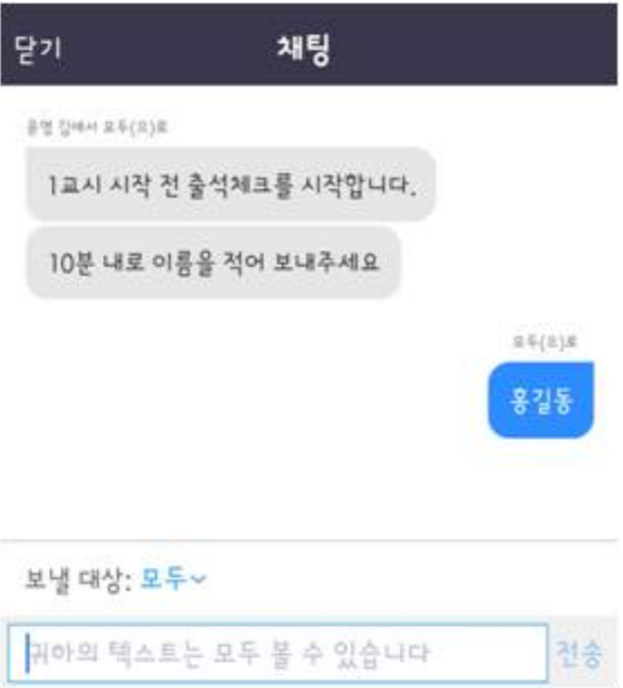 닫기 채팅
윤영 강에서 모두(으)로
1교시 시작 전 출석체크를 시작합니다.
10분 내로 이름을 적어 보내주세요
모두(으)로
홍길동
보낼 대상: 모두
귀하의 텍스트는 모두 볼 수 있습니다
전송